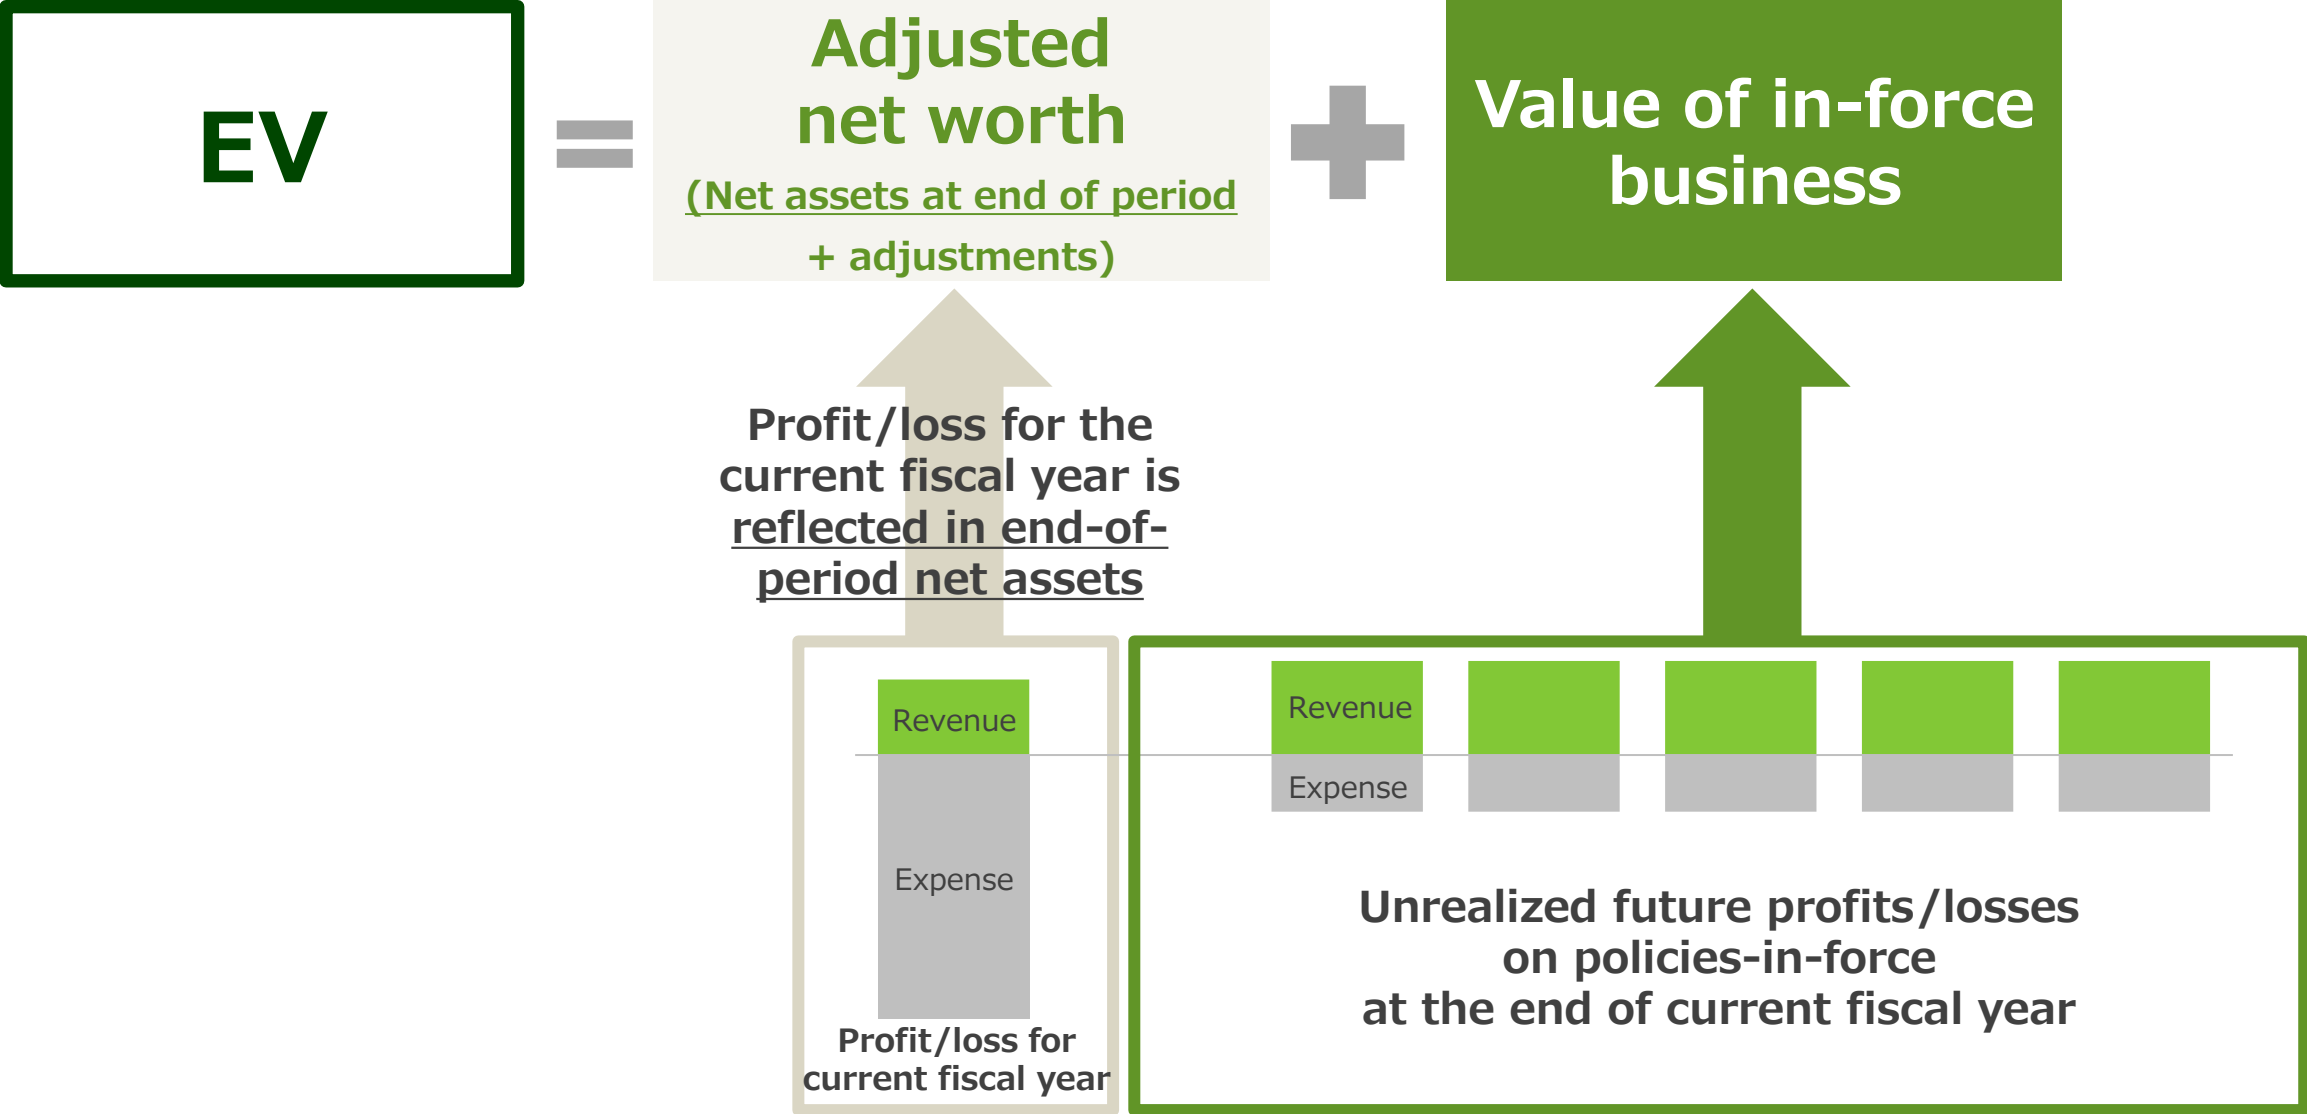 EV
=
Adjusted
net worth
(Net assets at end of period
+ adjustments)
+
Value of in-force
business
Profit/loss for the
current fiscal year is
reflected in end-of-
period net assets
Revenue
Expense
Profit/loss for
current fiscal year
Revenue
Expense
Unrealized future profits/losses
on policies-in-force
at the end of current fiscal year